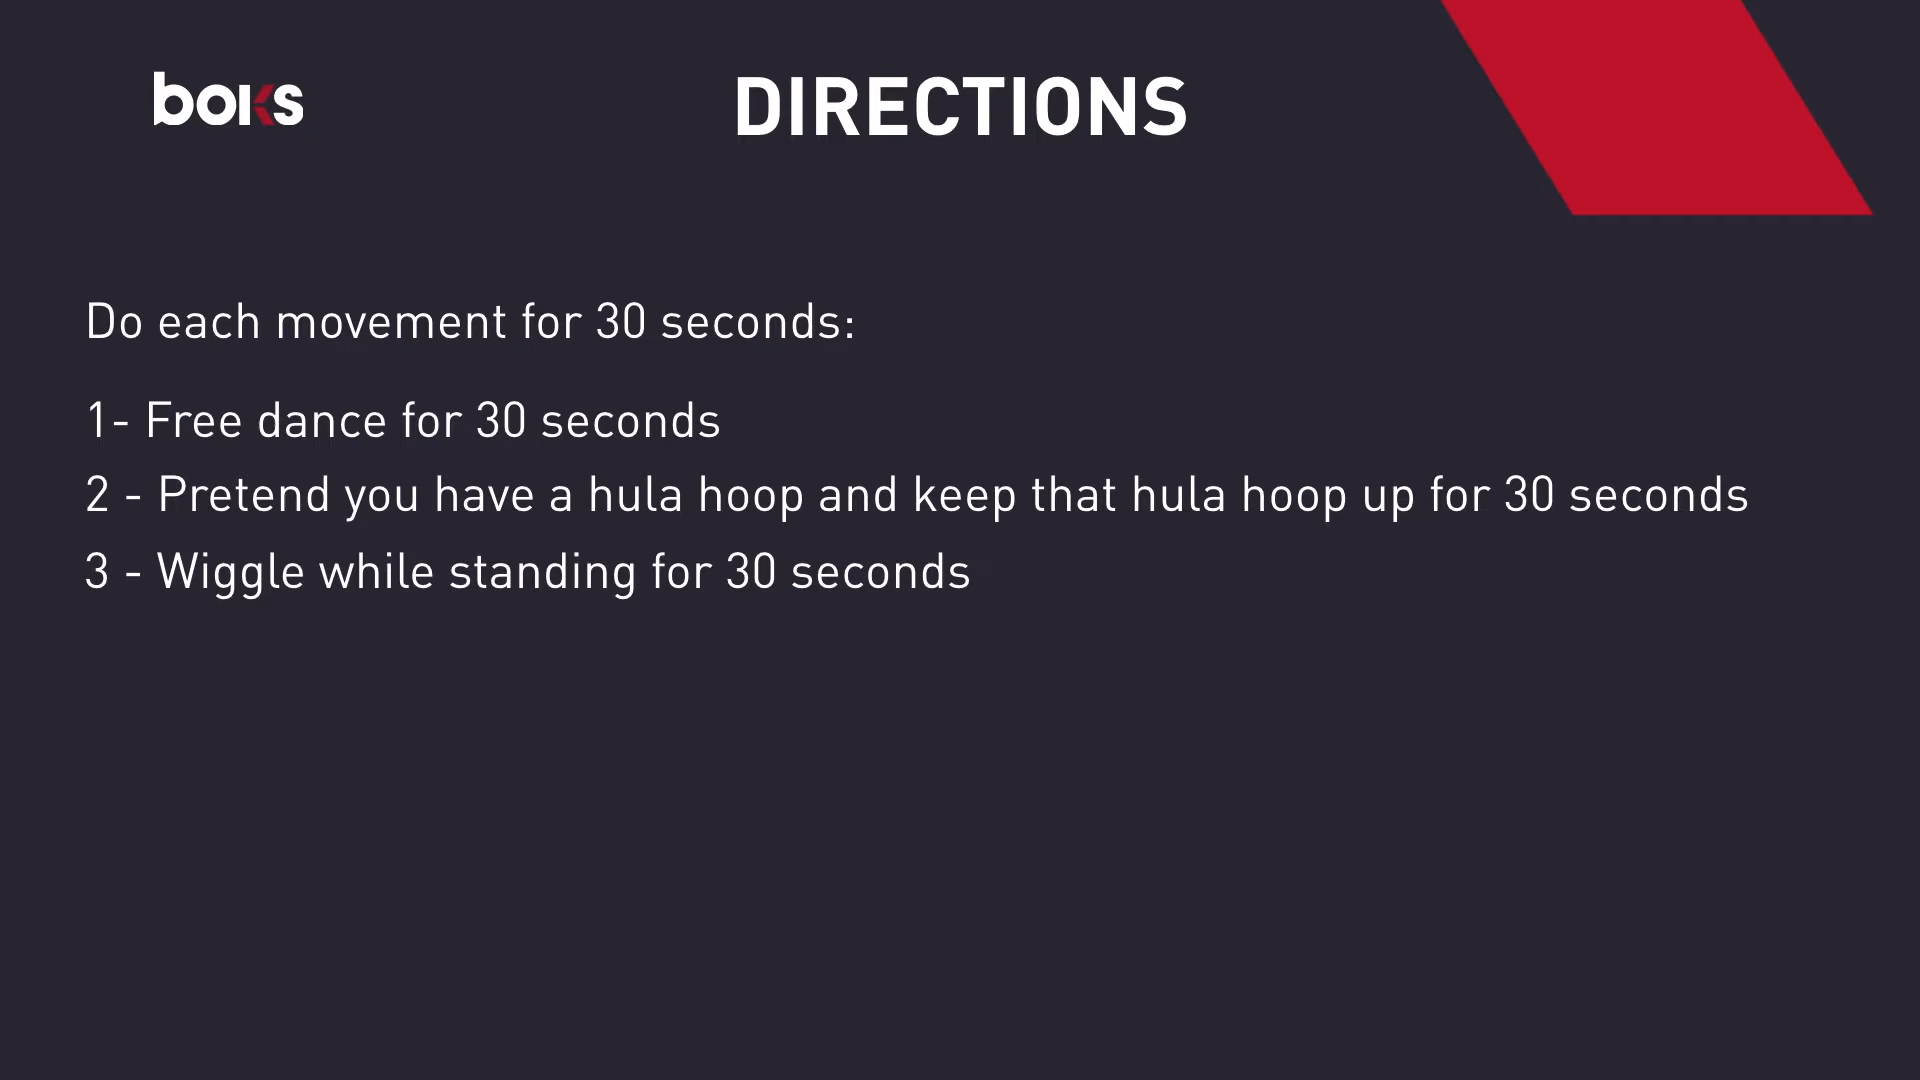 boks
DIRECTIONS
Do each movement for 30 seconds:
1- Free dance for 30 seconds
2 - Pretend you have a hula hoop and keep that hula hoop up for 30 seconds
3 - Wiggle while standing for 30 seconds